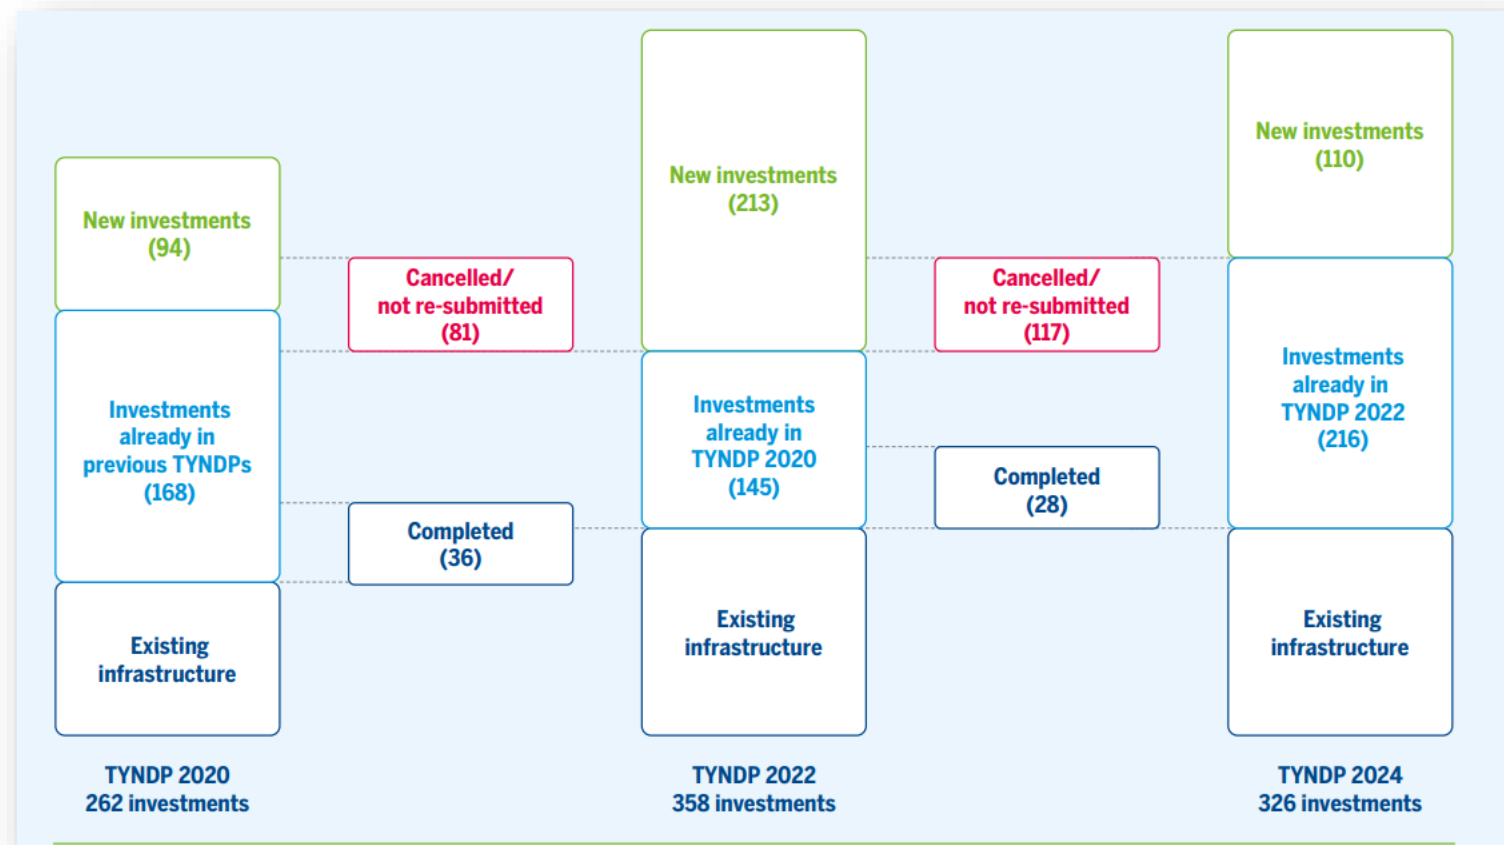 New investments
(94)
Investments
already in
previous TYNDPs
(168)
Existing
infrastructure
TYNDP 2020
262 investments
Cancelled/
not re-submitted
(81)
Completed
(36)
New investments
(213)
Investments
already in
TYNDP 2020
(145)
Existing
infrastructure
TYNDP 2022
358 investments
Cancelled/
not re-submitted
(117)
Completed
(28)
New investments
(110)
Investments
already in
TYNDP 2022
(216)
Existing
infrastructure
TYNDP 2024
326 investments